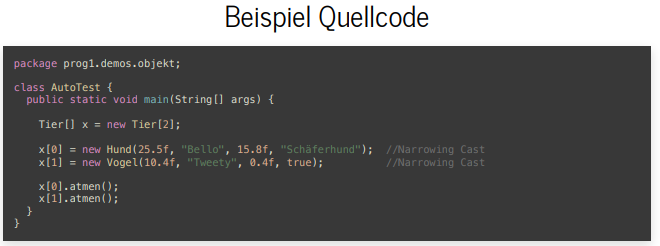 Beispiel Quellcode
package prog1.demos.objekt;
class AutoTest {
public static void main(String[] args) {
Tier[] x = new Tier[2];
x[0] = new Hund(25.5f, "Bello", 15.8f, "Schäferhund"); //Narrowing Cast
x[1] = new Vogel(10.4f, "Tweety", 0.4f, true); //Narrowing Cast
x[0].atmen();
x[1].atmen();
}
}